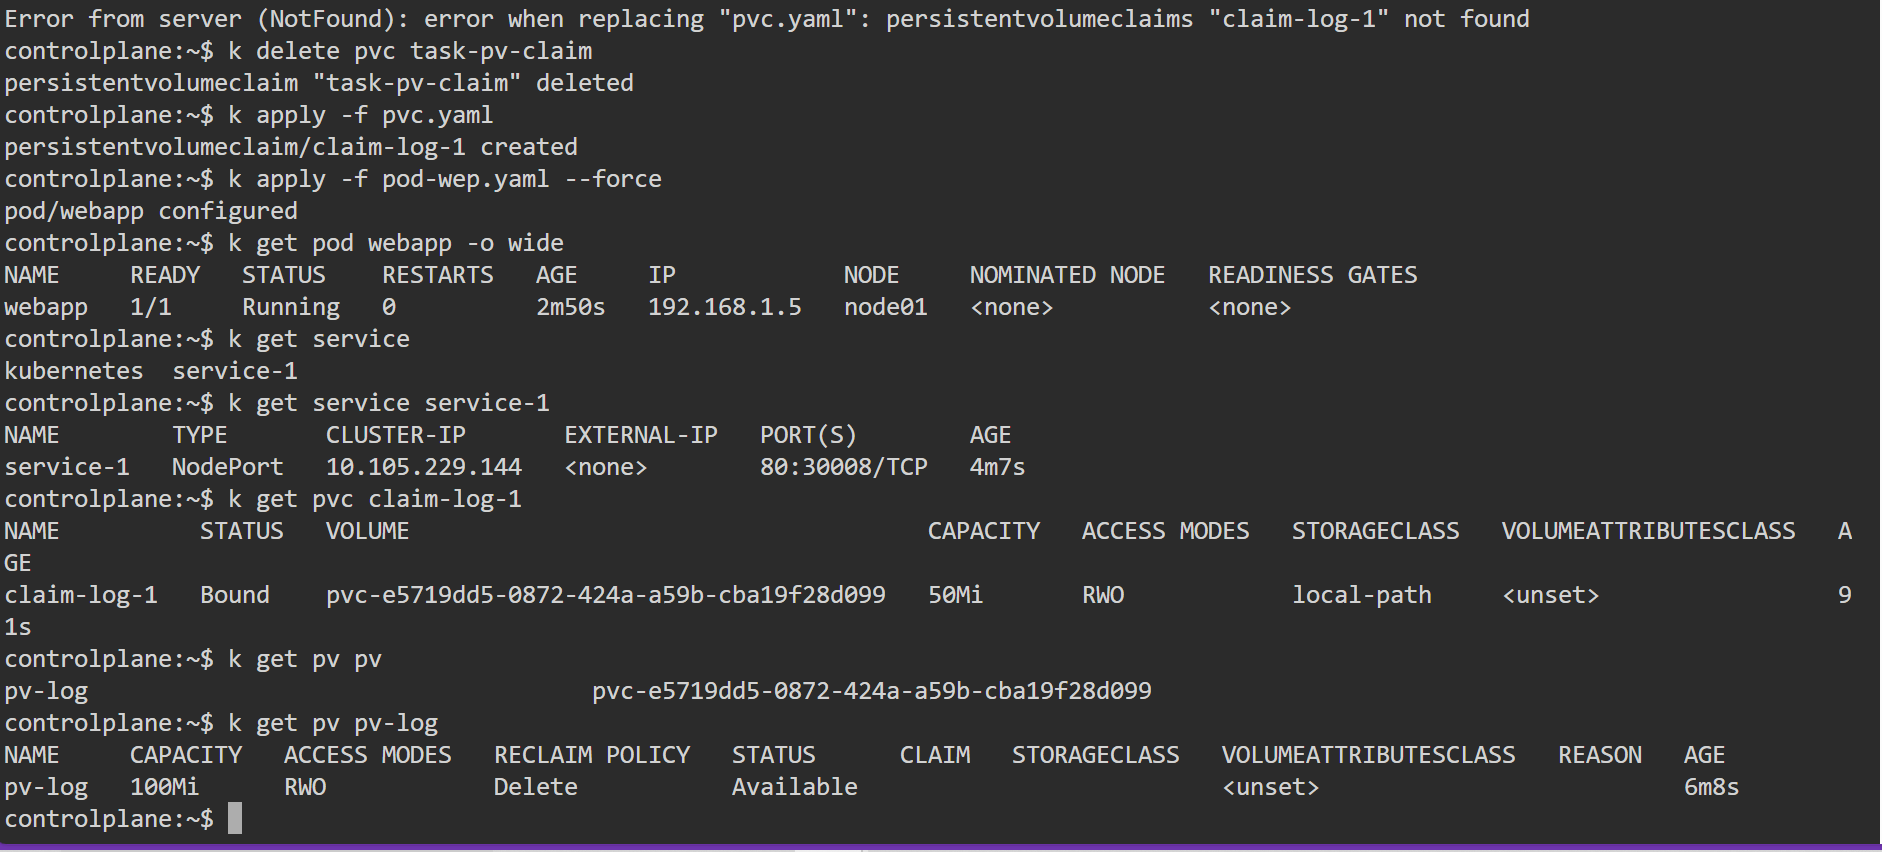 Error from server (NotFound): error when replacing "pvc.yaml": persistentvolumeclaims "claim-log-1" not found
controlplane:~$ k delete pvc task-pv-claim
persistentvolumeclaim "task-pv-claim" deleted
controlplane:~$ k apply -f pvc.yaml
persistentvolumeclaim/claim-log-1 created
controlplane:~$ k apply -f pod-wep.yaml --force
pod/webapp configured
controlplane:~$ k get pod webapp -o wide
NAME     READY   STATUS    RESTARTS   AGE     IP            NODE     NOMINATED NODE   READINESS GATES
webapp   1/1     Running   0          2m50s   192.168.1.5   node01   <none>           <none>
controlplane:~$ k get service
kubernetes  service-1
controlplane:~$ k get service service-1
NAME        TYPE       CLUSTER-IP       EXTERNAL-IP   PORT(S)        AGE
service-1   NodePort   10.105.229.144   <none>        80:30008/TCP   4m7s
controlplane:~$ k get pvc claim-log-1
NAME          STATUS   VOLUME                                     CAPACITY   ACCESS MODES   STORAGECLASS   VOLUMEATTRIBUTESCLASS   A
GE
claim-log-1   Bound    pvc-e5719dd5-0872-424a-a59b-cba19f28d099   50Mi       RWO            local-path     <unset>                 9
1s
controlplane:~$ k get pv pv
pv-log                                    pvc-e5719dd5-0872-424a-a59b-cba19f28d099
controlplane:~$ k get pv pv-log
NAME     CAPACITY   ACCESS MODES   RECLAIM POLICY   STATUS      CLAIM   STORAGECLASS   VOLUMEATTRIBUTESCLASS   REASON   AGE
pv-log   100Mi      RWO            Delete           Available                          <unset>                          6m8s
controlplane:~$